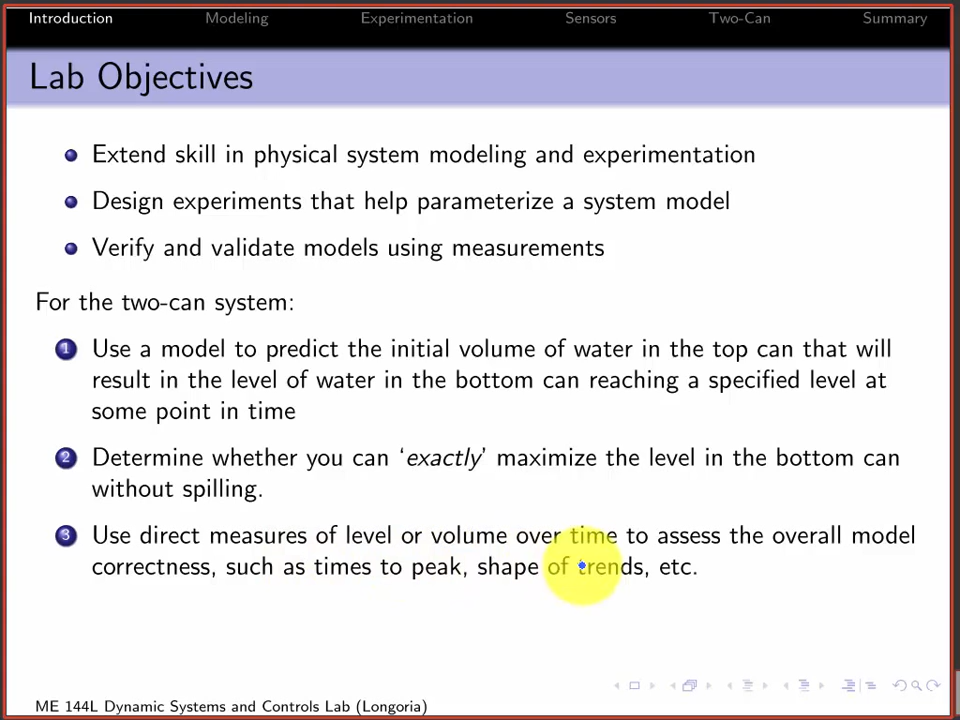 Introduction Modeling Experimentation Sensors Two-Can Summary
Lab Objectives
Extend skill in physical system modeling and experimentation
Design experiments that help parameterize a system model
Verify and validate models using measurements
For the two-can system:
1 Use a model to predict the initial volume of water in the top can that will
result in the level of water in the bottom can reaching a specified level at
some point in time
2 Determine whether you can ‘exactly’ maximize the level in the bottom can
without spilling.
3 Use direct measures of level or volume over time to assess the overall model
correctness, such as times to peak, shape of trends, etc.
ME 144L Dynamic Systems and Controls Lab (Longoria)